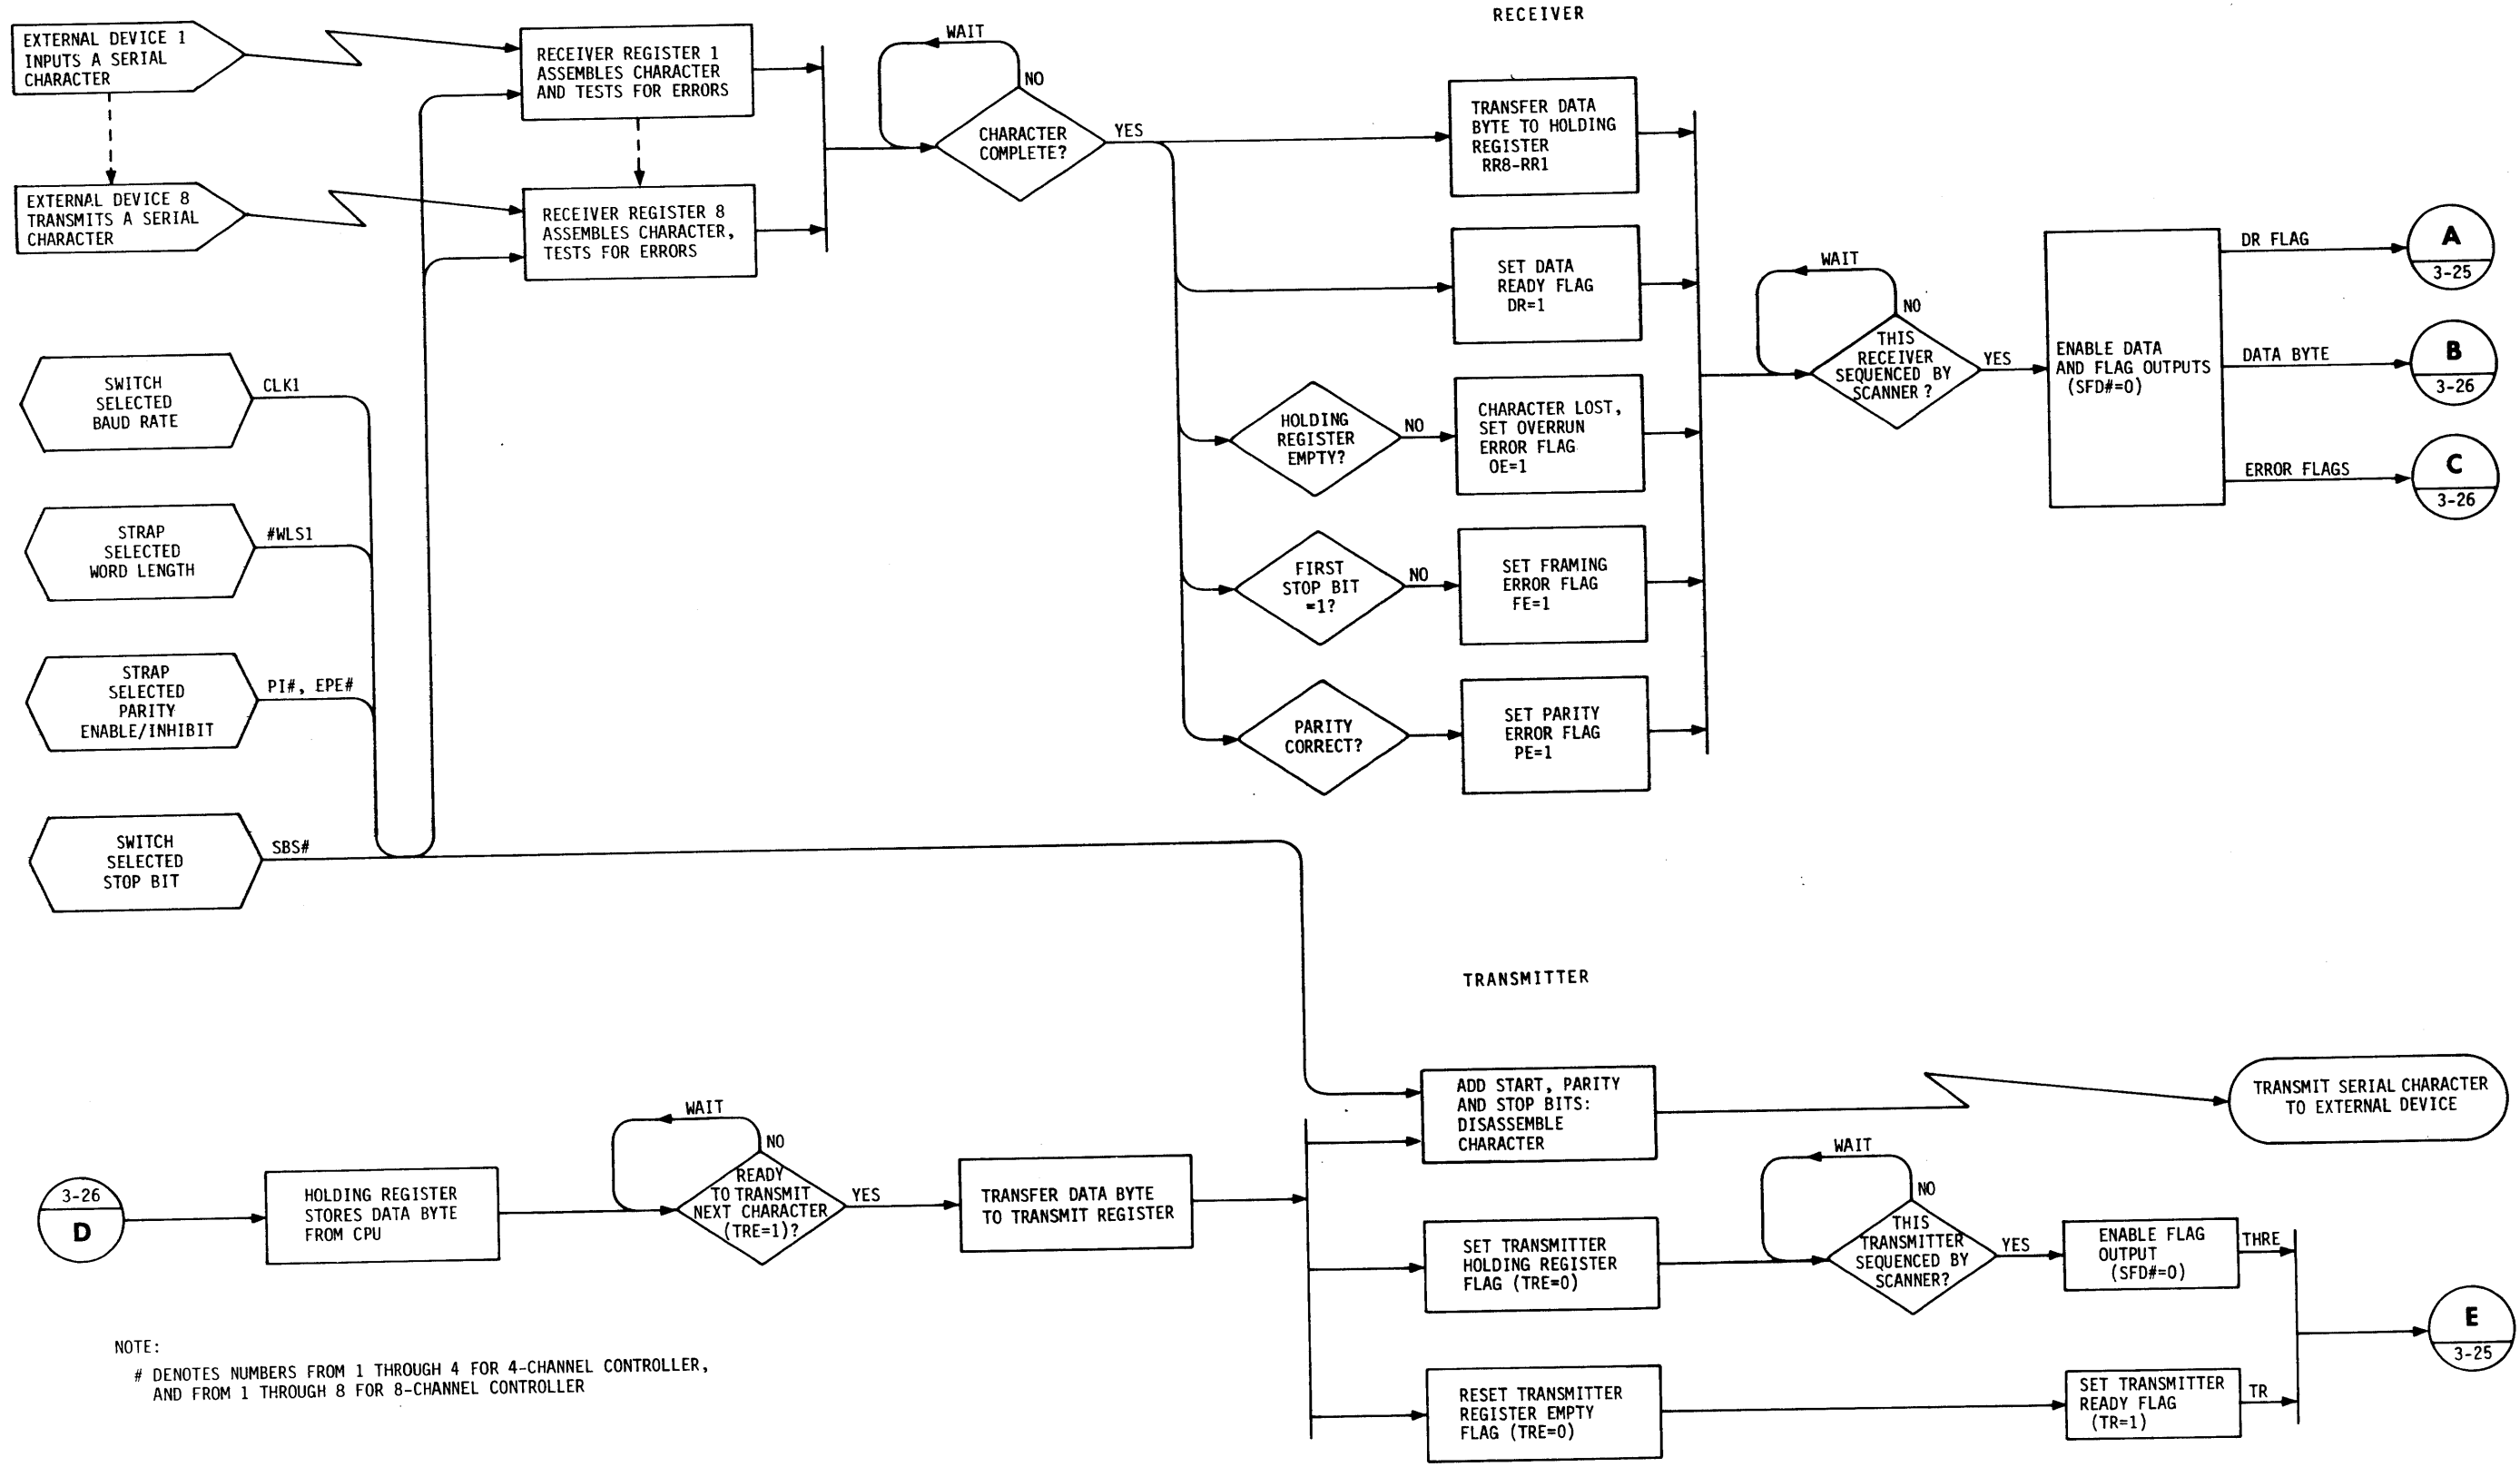 RECEIVER
EXTERNAL DEVICE 1
INPUTS A SERIAL
CHARACTER
RECEIVER REGISTER 1
ASSEMBLES CHARACTER
AND TESTS FOR ERRORS
WAIT
NO
CHARACTER
COMPLETE?
YES
TRANSFER DATA
BYTE TO HOLDING
REGISTER
RR8-RR1
EXTERNAL DEVICE 8
TRANSMITS A SERIAL
CHARACTER
RECEIVER REGISTER 8
ASSEMBLES CHARACTER,
TESTS FOR ERRORS
SET DATA
READY FLAG
DR=1
WAIT
NO
THIS
RECEIVER
SEQUENCED BY
SCANNER?
YES
ENABLE DATA
AND FLAG OUTPUTS
(SFD#=0)
DR FLAG
A
3-25
DATA BYTE
B
3-26
ERROR FLAGS
C
3-26
SWITCH
SELECTED
BAUD RATE
CLK1
HOLDING
REGISTER
EMPTY?
NO
CHARACTER LOST,
SET OVERRUN
ERROR FLAG
OE=1
STRAP
SELECTED
WORD LENGTH
#WLS1
FIRST
STOP BIT
=1?
NO
SET FRAMING
ERROR FLAG
FE=1
STRAP
SELECTED
PARITY
ENABLE/INHIBIT
PI#, EPE#
PARITY
CORRECT?
SET PARITY
ERROR FLAG
PE=1
SWITCH
SELECTED
STOP BIT
SBS#
TRANSMITTER
3-26
D
HOLDING REGISTER
STORES DATA BYTE
FROM CPU
WAIT
NO
READY
TO TRANSMIT
NEXT CHARACTER
(TRE=1)?
YES
TRANSFER DATA BYTE
TO TRANSMIT REGISTER
ADD START, PARITY
AND STOP BITS:
DISASSEMBLE
CHARACTER
TRANSMIT SERIAL CHARACTER
TO EXTERNAL DEVICE
SET TRANSMITTER
HOLDING REGISTER
FLAG (TRE=0)
WAIT
NO
THIS
TRANSMITTER
SEQUENCED BY
SCANNER?
YES
ENABLE FLAG
OUTPUT
(SFD#=0)
THRE
RESET TRANSMITTER
REGISTER EMPTY
FLAG (TRE=0)
SET TRANSMITTER
READY FLAG
(TR=1)
TR
E
3-25
NOTE:
# DENOTES NUMBERS FROM 1 THROUGH 4 FOR 4-CHANNEL CONTROLLER,
AND FROM 1 THROUGH 8 FOR 8-CHANNEL CONTROLLER